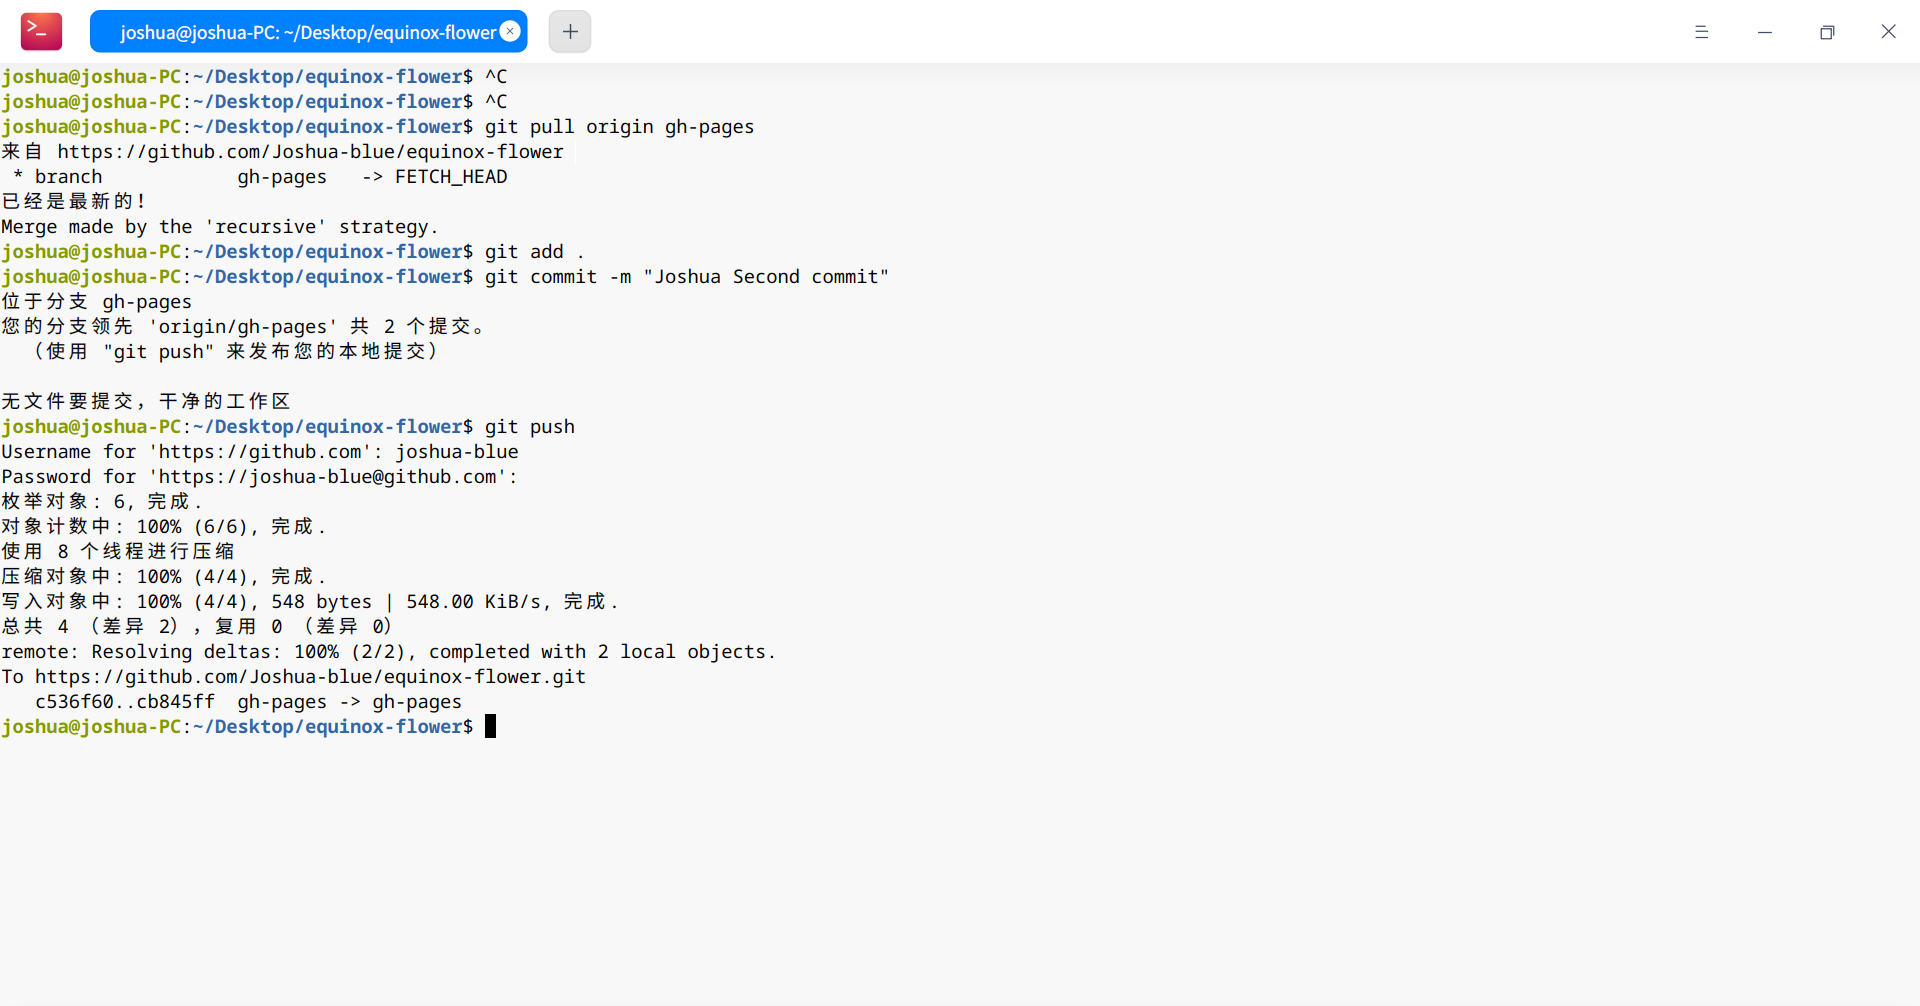 joshua@joshua-PC: ~/Desktop/equinox-flower
joshua@joshua-PC:~/Desktop/equinox-flower$ ^C
joshua@joshua-PC:~/Desktop/equinox-flower$ ^C
joshua@joshua-PC:~/Desktop/equinox-flower$ git pull origin gh-pages
来自 https://github.com/Joshua-blue/equinox-flower
 * branch            gh-pages   -> FETCH_HEAD
已经是最新的！
Merge made by the 'recursive' strategy.
joshua@joshua-PC:~/Desktop/equinox-flower$ git add .
joshua@joshua-PC:~/Desktop/equinox-flower$ git commit -m "Joshua Second commit"
位于分支 gh-pages
您的分支领先 'origin/gh-pages' 共 2 个提交。
  （使用 "git push" 来发布您的本地提交）
无文件要提交，干净的工作区
joshua@joshua-PC:~/Desktop/equinox-flower$ git push
Username for 'https://github.com': joshua-blue
Password for 'https://joshua-blue@github.com':
枚举对象: 6, 完成.
对象计数中: 100% (6/6), 完成.
使用 8 个线程进行压缩
压缩对象中: 100% (4/4), 完成.
写入对象中: 100% (4/4), 548 bytes | 548.00 KiB/s, 完成.
总共 4 （差异 2），复用 0 （差异 0）
remote: Resolving deltas: 100% (2/2), completed with 2 local objects.
To https://github.com/Joshua-blue/equinox-flower.git
   c536f60..cb845ff  gh-pages -> gh-pages
joshua@joshua-PC:~/Desktop/equinox-flower$